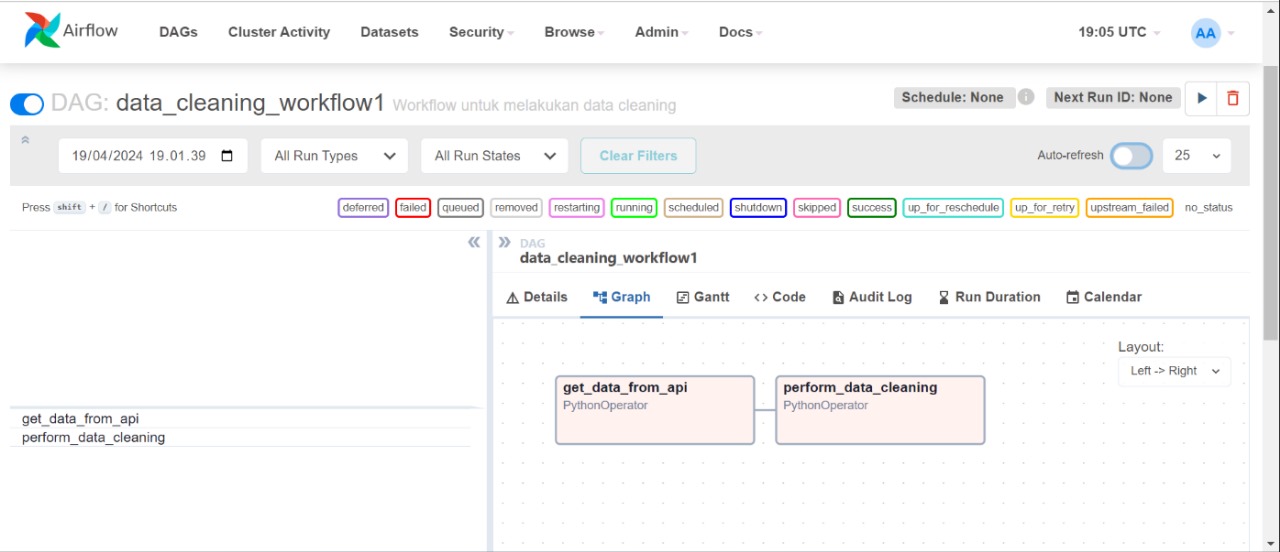 Airflow DAGs Cluster Activity Datasets Security Browse Admin Docs 19:05 UTC AA
DAG: data_cleaning_workflow1 Workflow untuk melakukan data cleaning Schedule: None Next Run ID: None
19/04/2024 19.01.39 All Run Types All Run States Clear Filters Auto-refresh 25
Press shift + / for Shortcuts deferred failed queued removed restarting running scheduled shutdown skipped success up_for_reschedule up_for_retry upstream_failed no_status
DAG
data_cleaning_workflow1
Details Graph Gantt Code Audit Log Run Duration Calendar
Layout:
Left -> Right
get_data_from_api perform_data_cleaning
PythonOperator PythonOperator
get_data_from_api
perform_data_cleaning